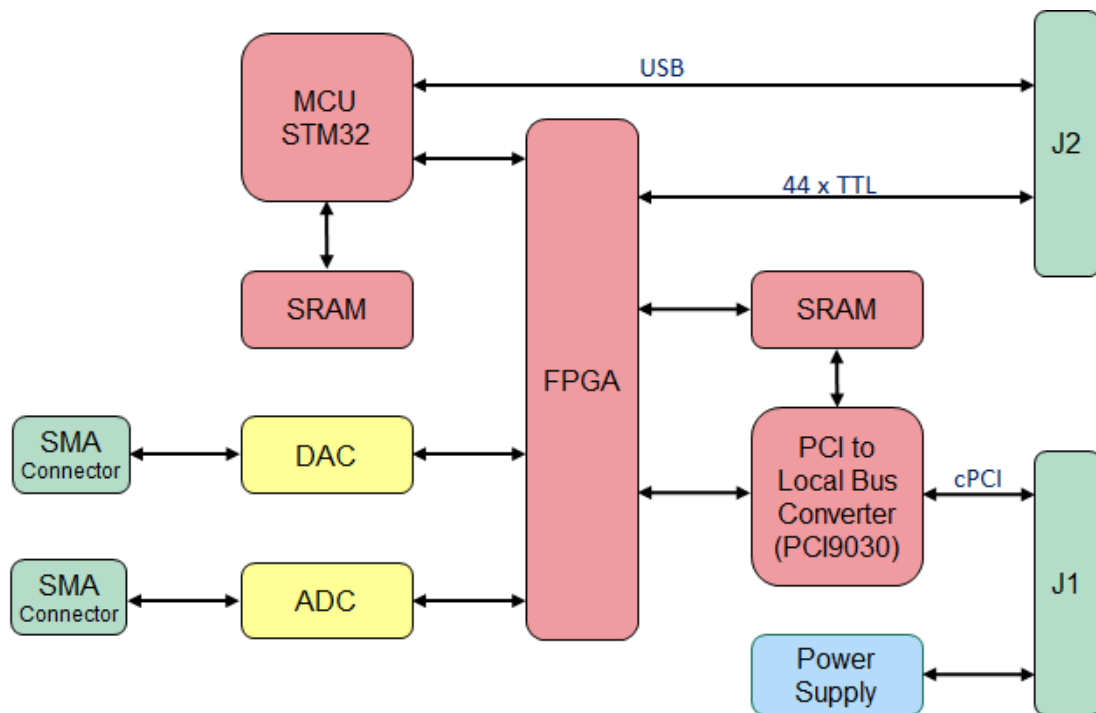 MCU
STM32
USB
J2
44 x TTL
SRAM
SRAM
FPGA
SMA
Connector
DAC
PCI to
Local Bus
Converter
(PCI9030)
cPCI
SMA
Connector
ADC
J1
Power
Supply